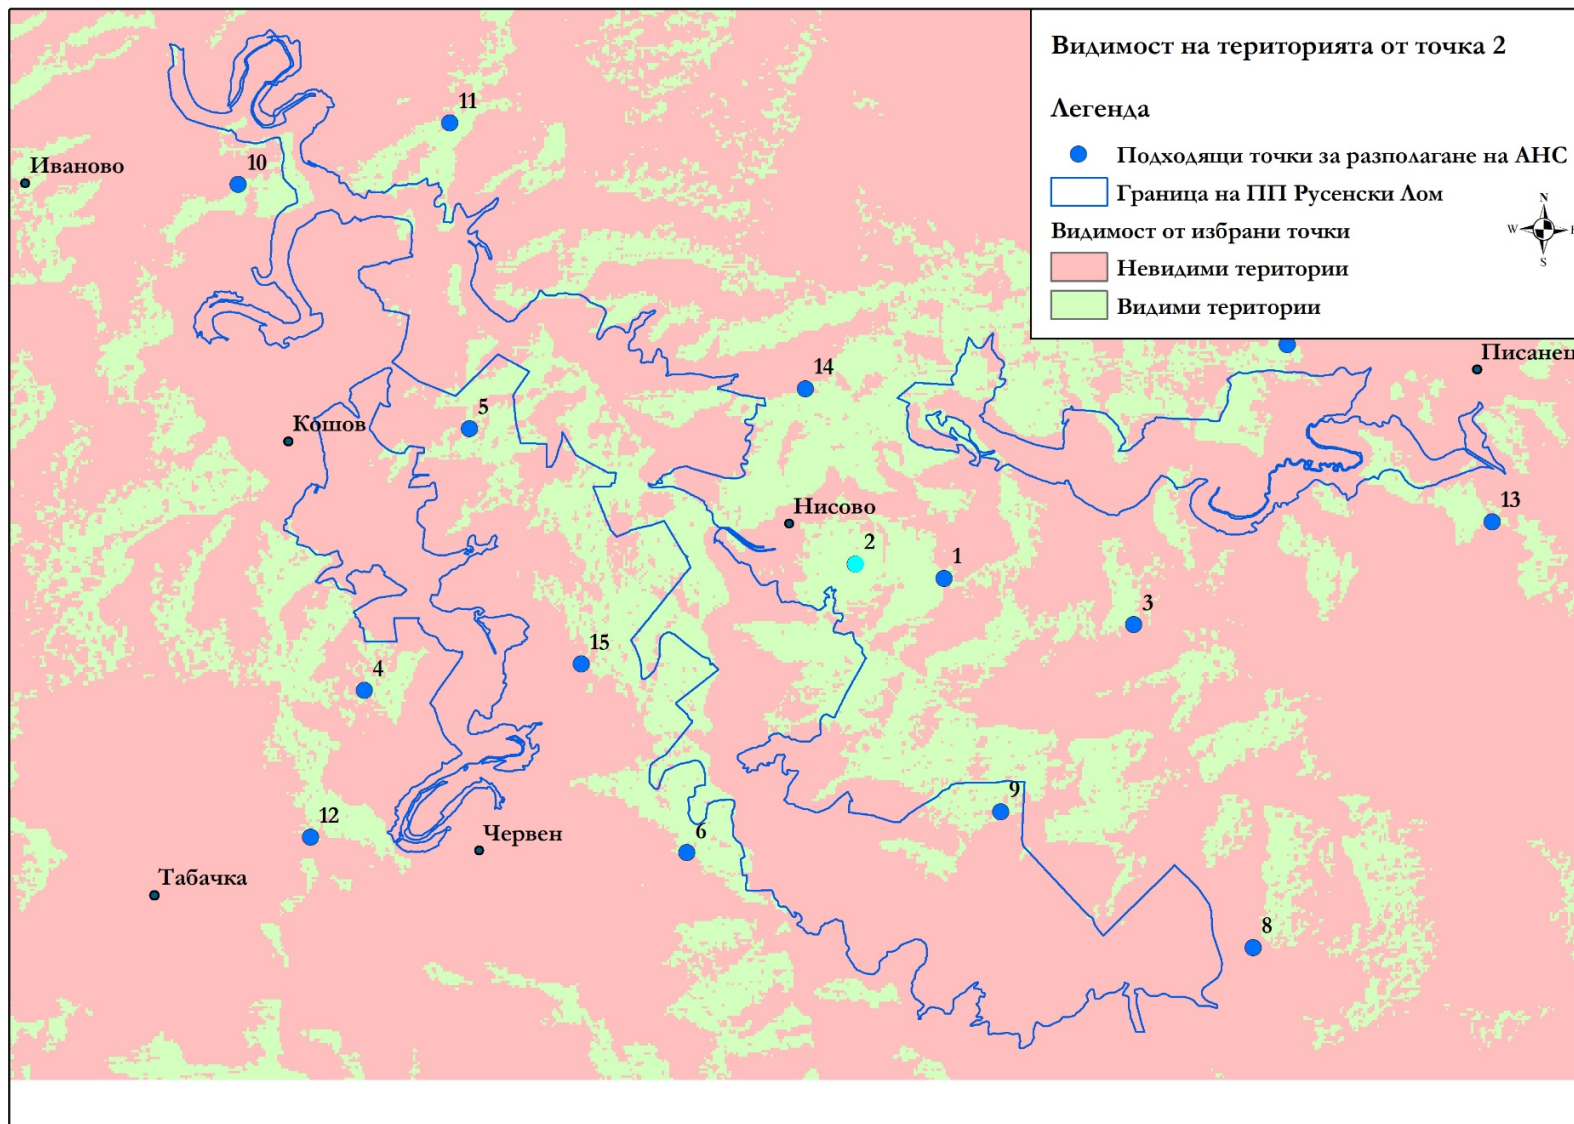 Видимост на територията от точка 2
Легенда
Подходящи точки за разполагане на АНС
Граница на ПП Русенски Лом
Видимост от избрани точки
Невидими територии
Видими територии
N
W
E
S
11
Иваново
10
Писанец
14
5
Кошов
Нисово
13
2
1
3
15
4
9
12
Червен
6
Табачка
8